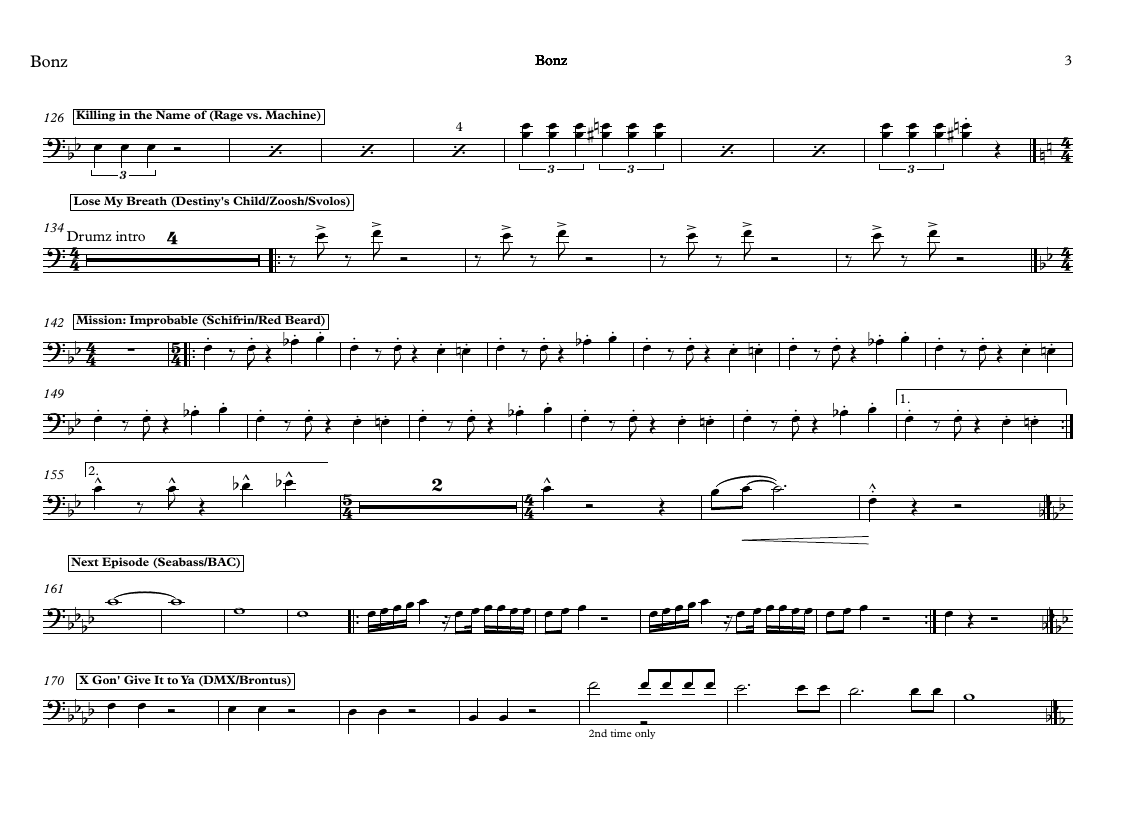 Bonz Bonz 3
126 Killing in the Name of (Rage vs. Machine)
4
3 3 3 3
134 Lose My Breath (Destiny's Child/Zoosh/Svolos)
Drumz intro 4
142 Mission: Improbable (Schifrin/Red Beard)
149 1.
155 2. 2
Next Episode (Seabass/BAC)
161
170 X Gon' Give It to Ya (DMX/Brontus)
2nd time only